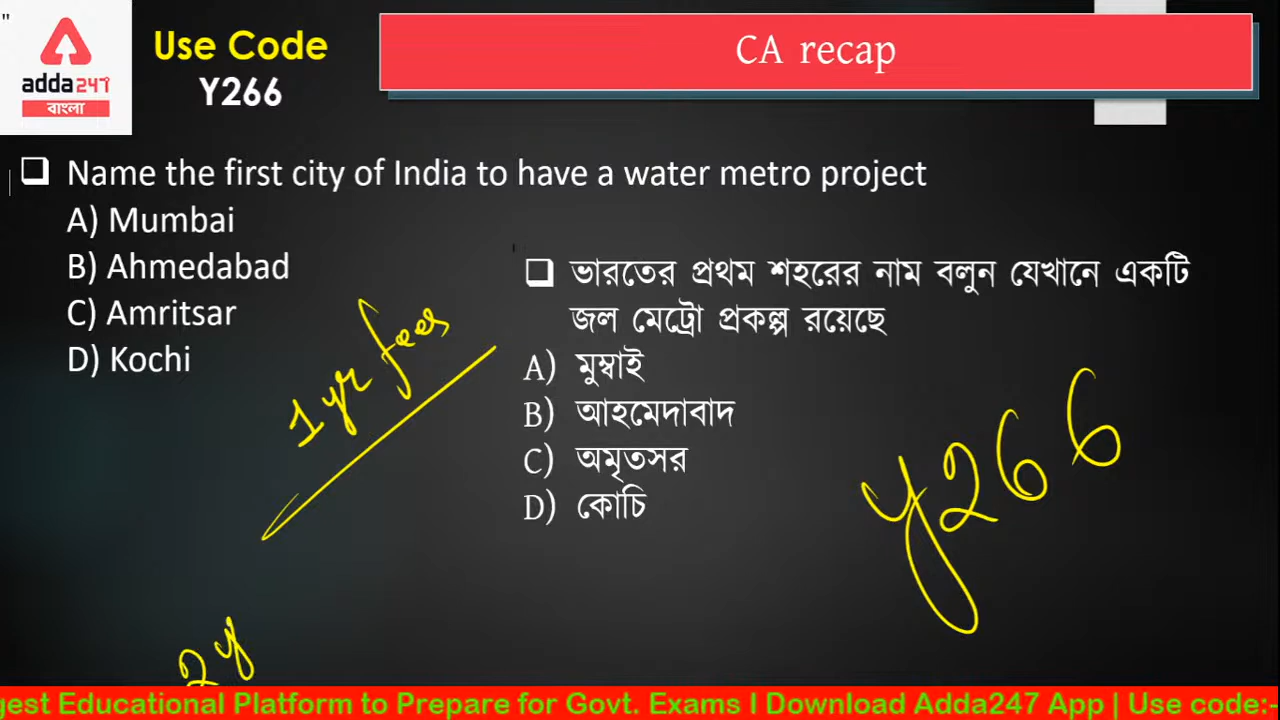 "
adda247
বাংলা
Use Code
Y266
CA recap
Name the first city of India to have a water metro project
A) Mumbai
B) Ahmedabad
C) Amritsar
D) Kochi
1 yr fees
ভারতের প্রথম শহরের নাম বলুন যেখানে একটি
জল মেট্রো প্রকল্প রয়েছে
A) মুম্বাই
B) আহমেদাবাদ
C) অমৃতসর
D) কোচি
y266
2y
gest Educational Platform to Prepare for Govt. Exams I Download Adda247 App | Use code:-